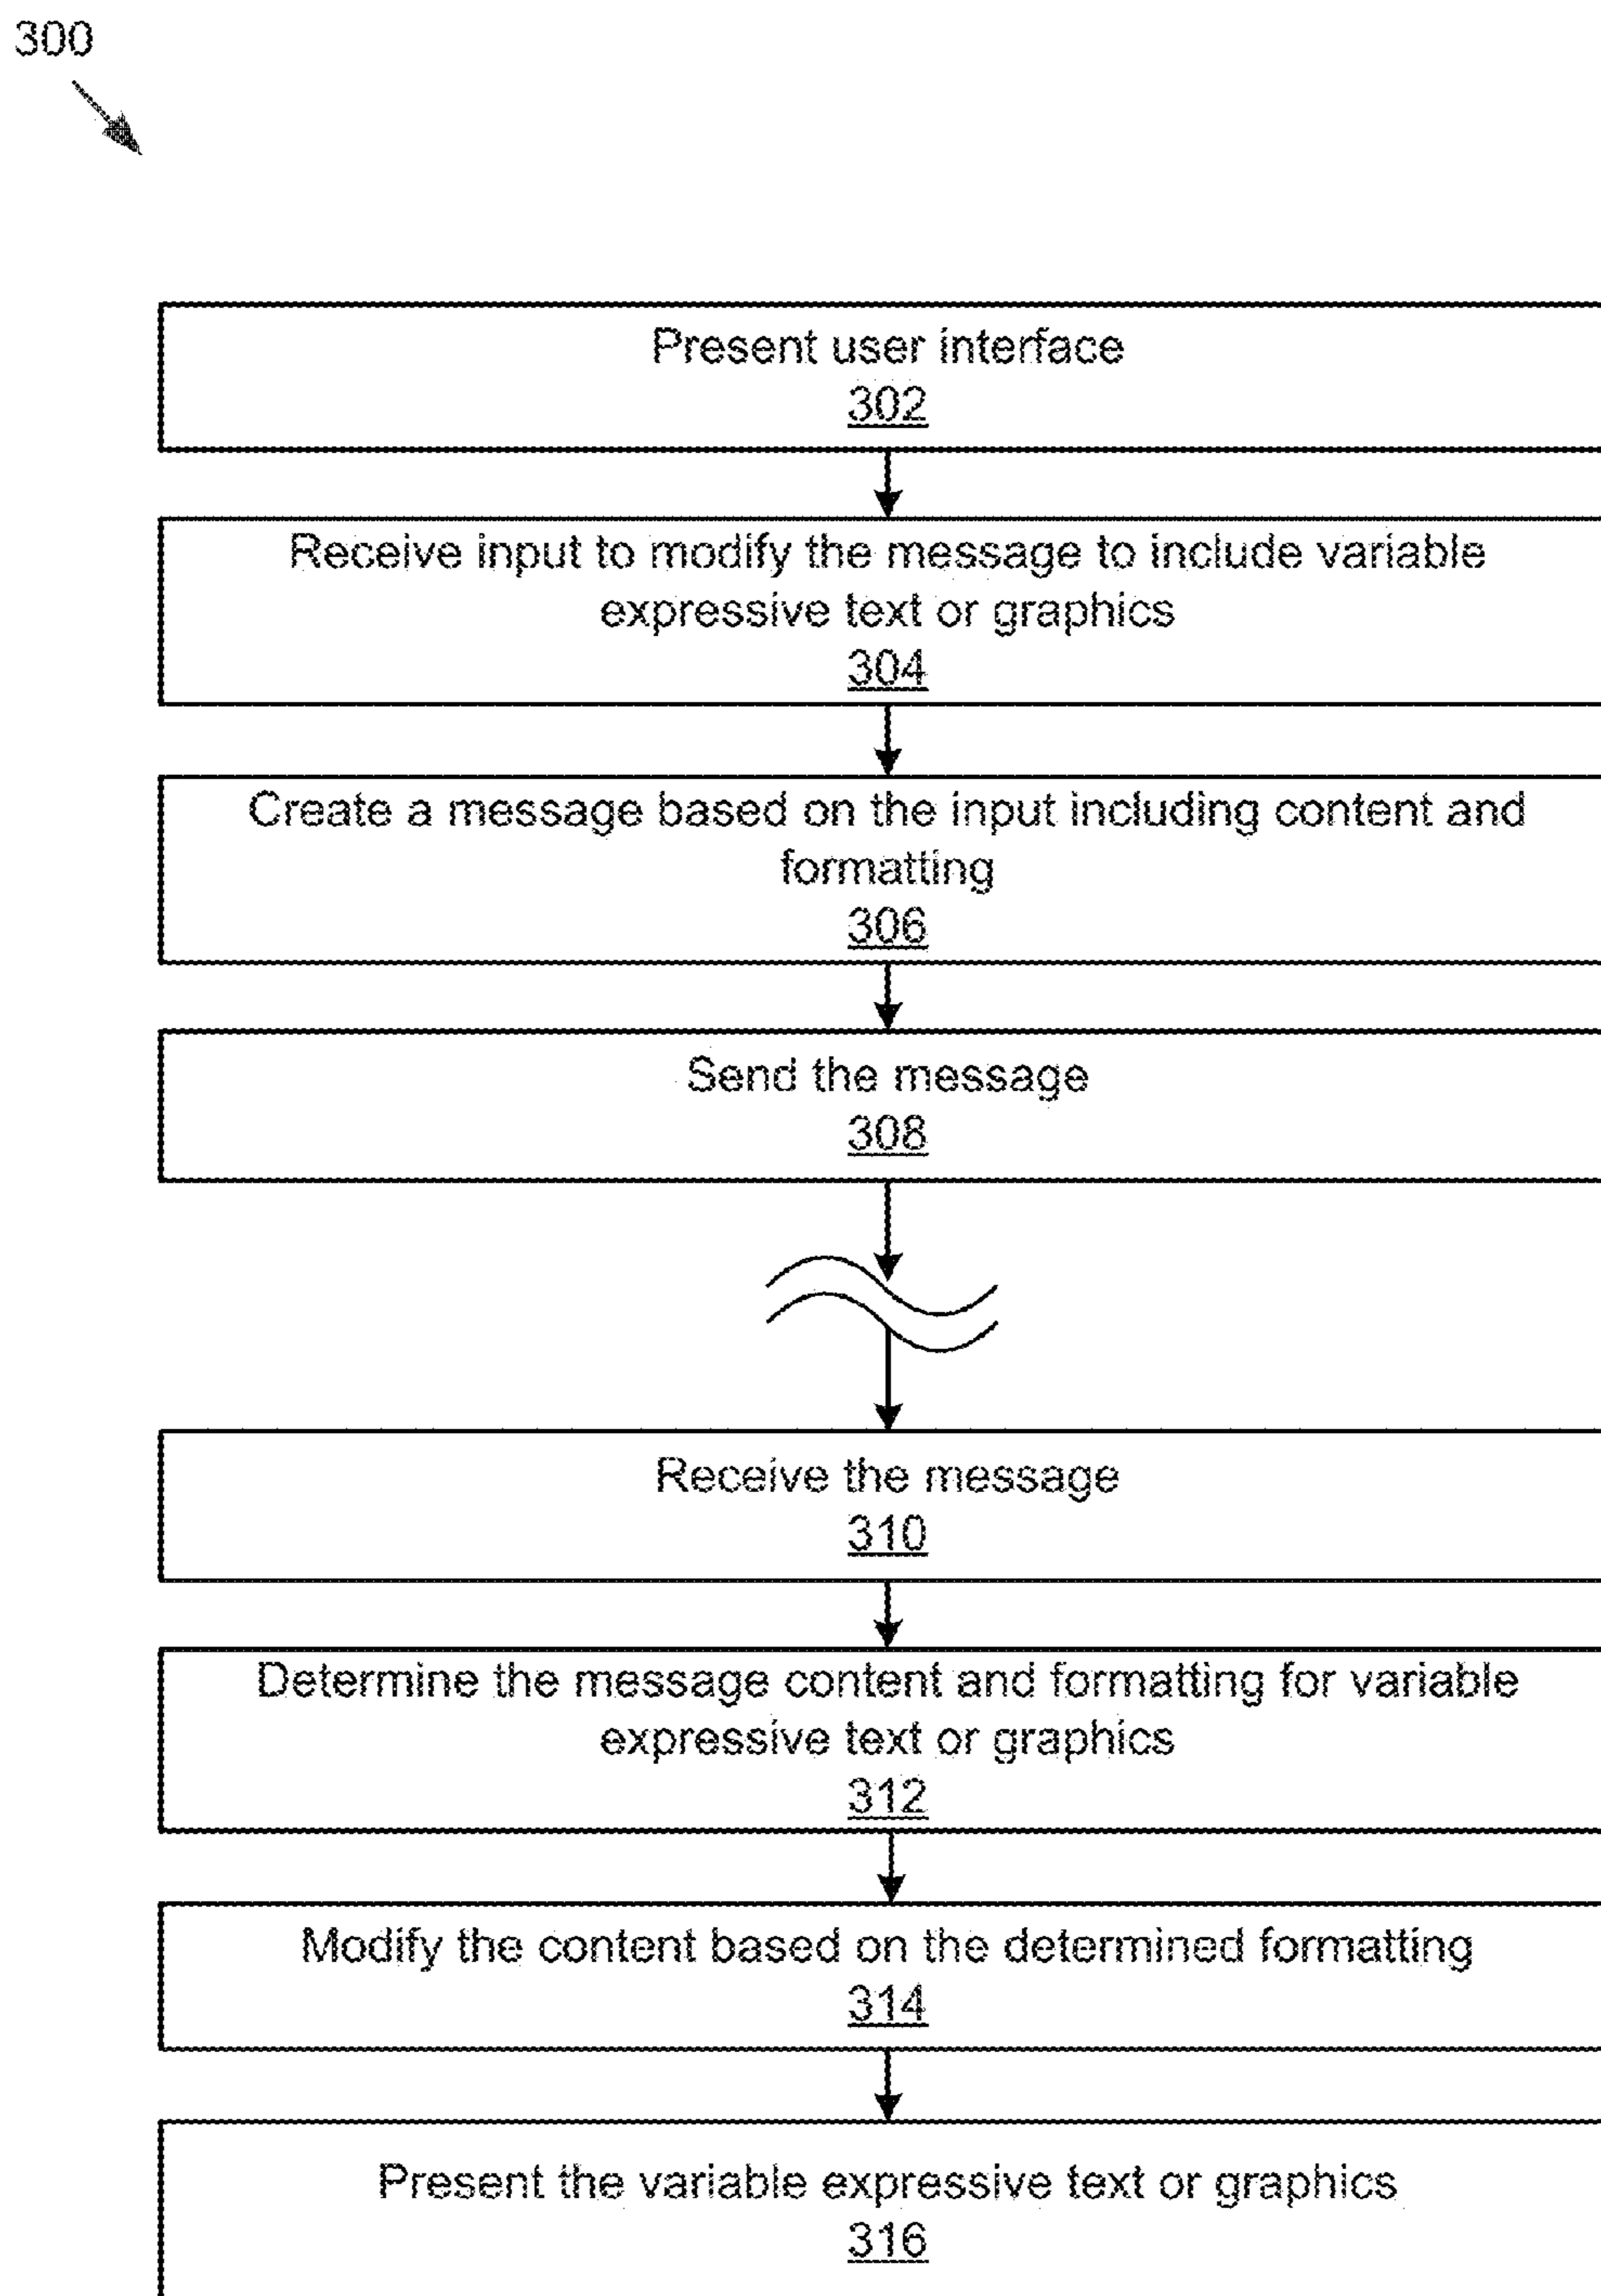 300
Present user interface
302
Receive input to modify the message to include variable
expressive text or graphics
304
Create a message based on the input including content and
formatting
306
Send the message
308
Receive the message
310
Determine the message content and formatting for variable
expressive text or graphics
312
Modify the content based on the determined formatting
314
Present the variable expressive text or graphics
316